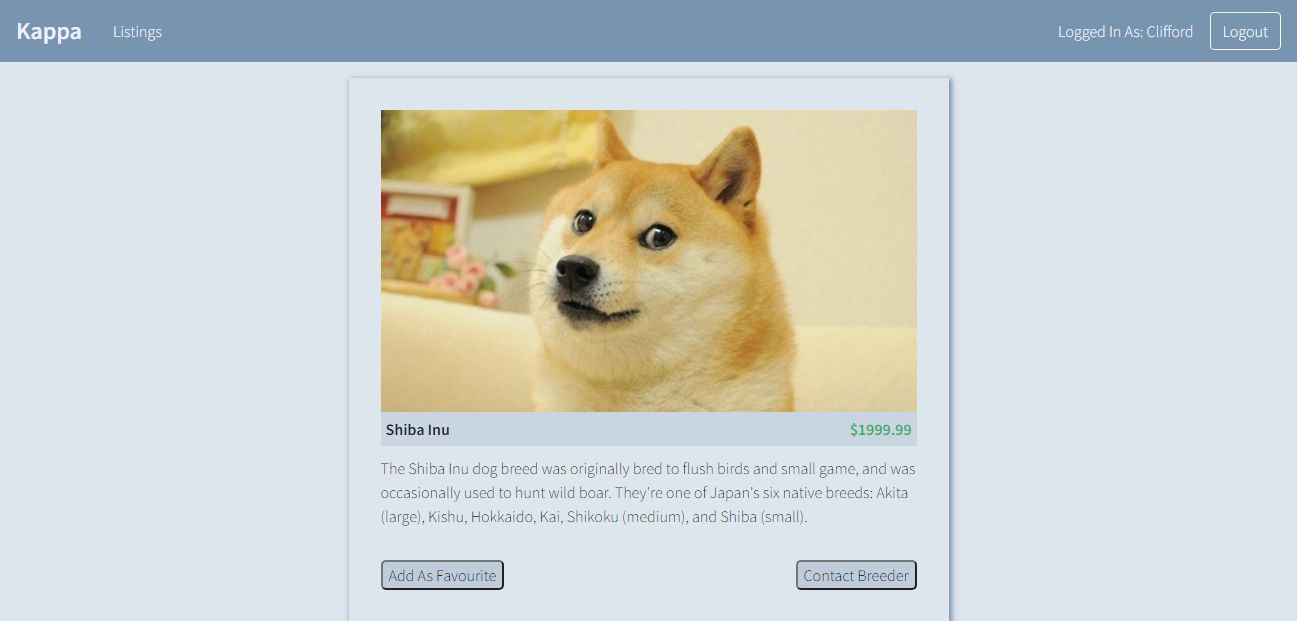 Kappa
Listings
Logged In As: Clifford
Logout
Shiba Inu
$1999.99
The Shiba Inu dog breed was originally bred to flush birds and small game, and was
occasionally used to hunt wild boar. They're one of Japan's six native breeds: Akita
(large), Kishu, Hokkaido, Kai, Shikoku (medium), and Shiba (small).
Add As Favourite
Contact Breeder